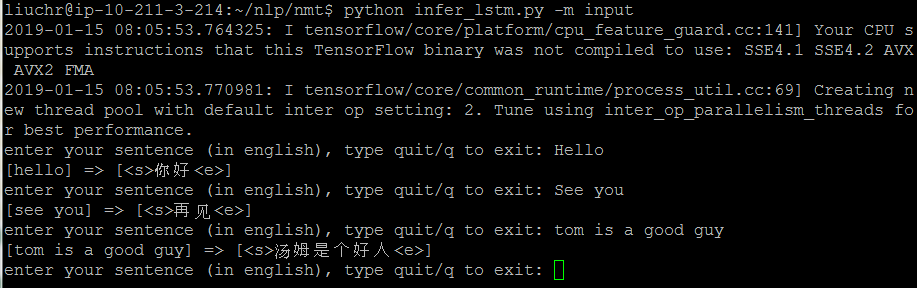 liuchr@ip-10-211-3-214:~/nlp/nmt$ python infer_lstm.py -m input
2019-01-15 08:05:53.764325: I tensorflow/core/platform/cpu_feature_guard.cc:141] Your CPU s
upports instructions that this TensorFlow binary was not compiled to use: SSE4.1 SSE4.2 AVX
 AVX2 FMA
2019-01-15 08:05:53.770981: I tensorflow/core/common_runtime/process_util.cc:69] Creating n
ew thread pool with default inter op setting: 2. Tune using inter_op_parallelism_threads fo
r best performance.
enter your sentence (in english), type quit/q to exit: Hello
[hello] => [<s>你好<e>]
enter your sentence (in english), type quit/q to exit: See you
[see you] => [<s>再见<e>]
enter your sentence (in english), type quit/q to exit: tom is a good guy
[tom is a good guy] => [<s>汤姆是个好人<e>]
enter your sentence (in english), type quit/q to exit: